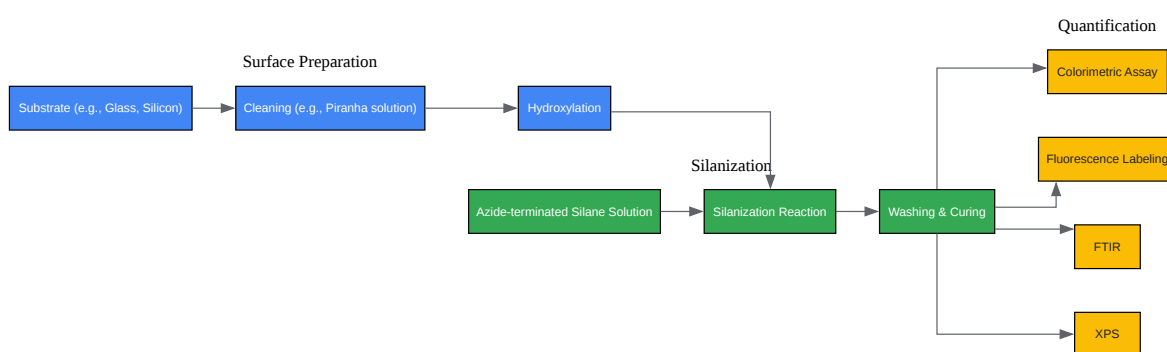 Quantification
Surface Preparation
Colorimetric Assay
Substrate (e.g., Glass, Silicon)
Cleaning (e.g., Piranha solution)
Hydroxylation
Silanization
Fluorescence Labeling
Azide-terminated Silane Solution
Silanization Reaction
Washing & Curing
FTIR
XPS